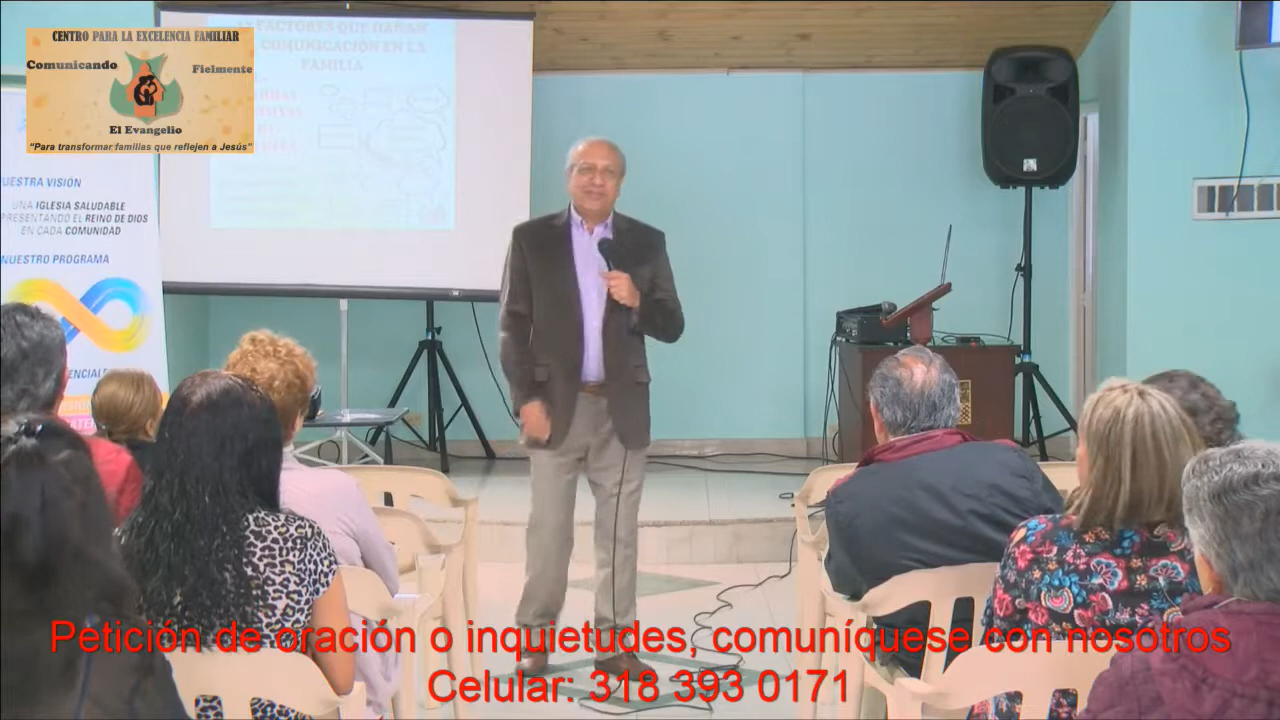 CENTRO PARA LA EXCELENCIA FAMILIAR
Comunicando
Fielmente
El Evangelio
"Para transformar familias que reflejen a Jesús"
FACTORES QUE DAÑAN
COMUNICACIÓN EN LA
FAMILIA
UESTRA VISIÓN
UNA IGLESIA SALUDABLE
PRESENTANDO EL REINO DE DIOS
EN CADA COMUNIDAD
NUESTRO PROGRAMA
Petición de oración o inquietudes, comuníquese con nosotros
Celular: 318 393 0171